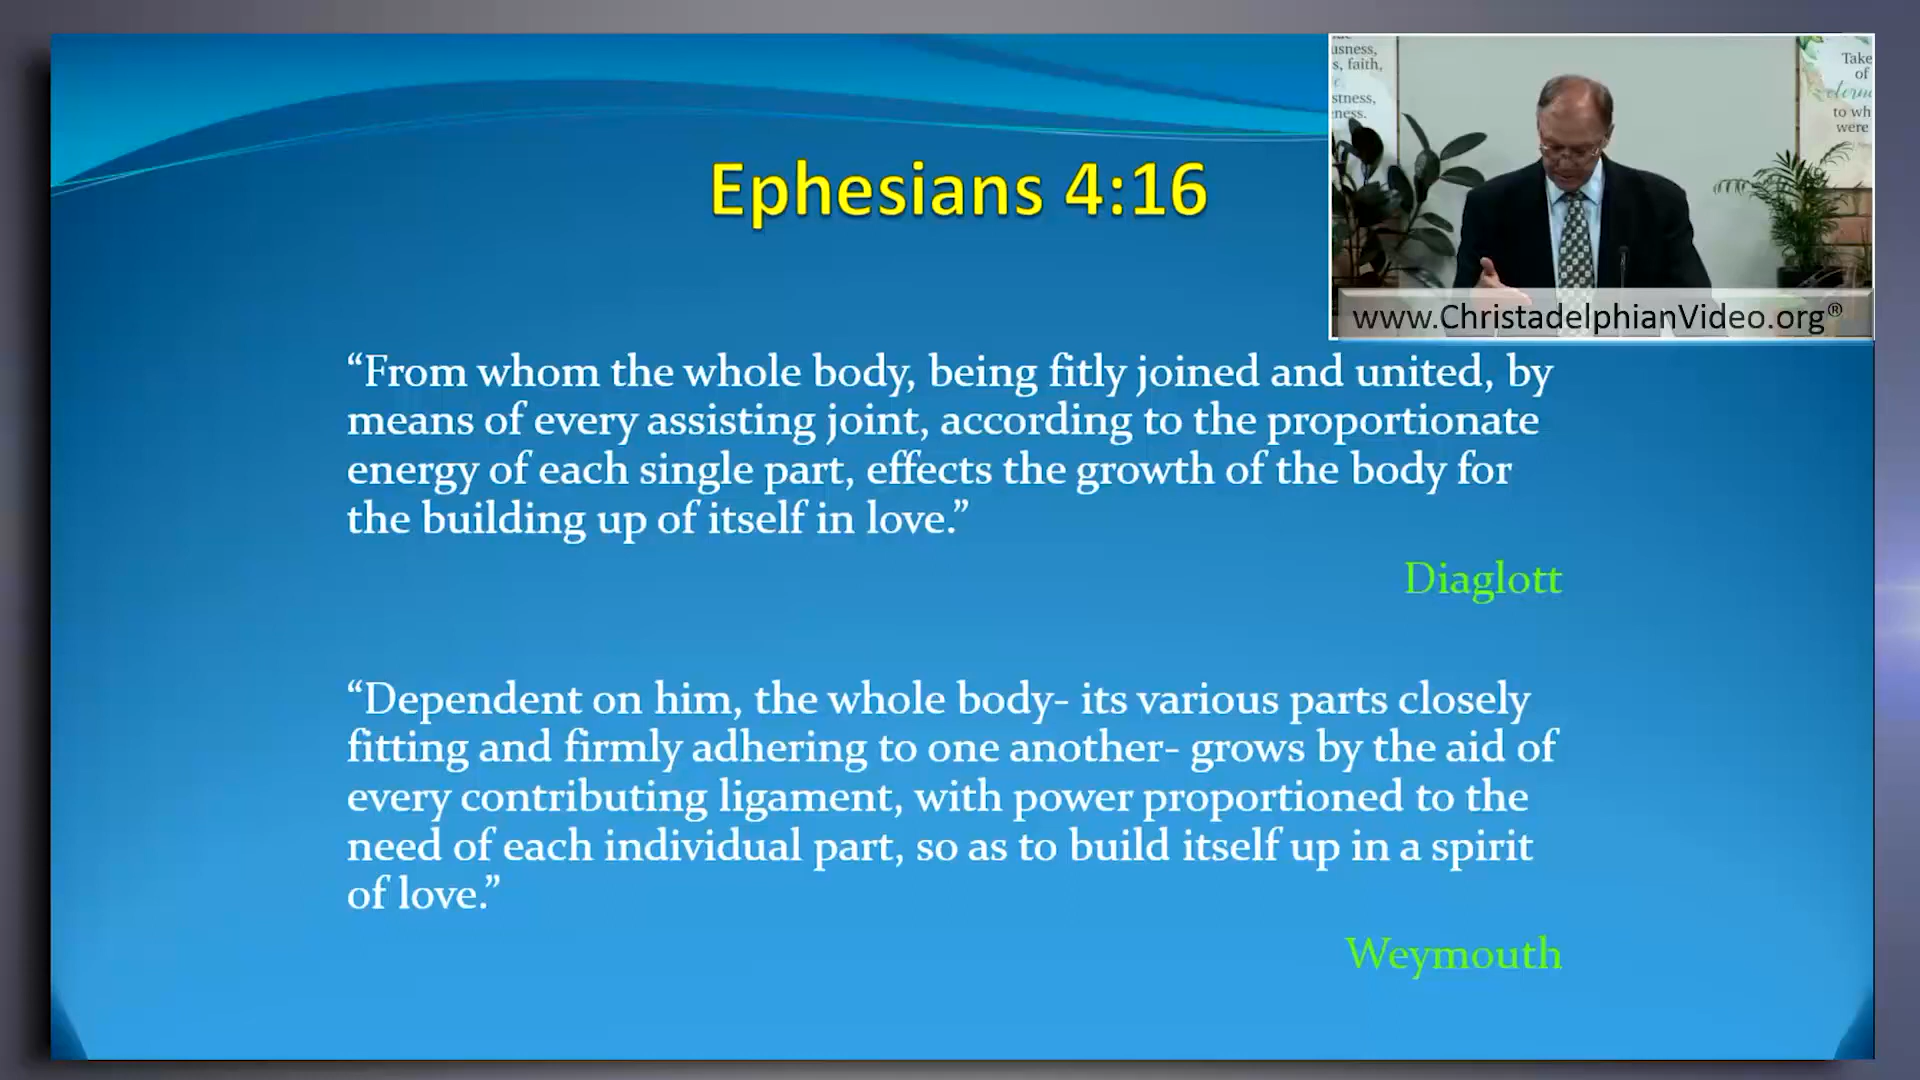 Ephesians 4:16
usness,
s, faith,
stness,
eness.
Take
of
to wh
were
www.ChristadelphianVideo.org®
“From whom the whole body, being fitly joined and united, by
means of every assisting joint, according to the proportionate
energy of each single part, effects the growth of the body for
the building up of itself in love.”
Diaglott
“Dependent on him, the whole body- its various parts closely
fitting and firmly adhering to one another- grows by the aid of
every contributing ligament, with power proportioned to the
need of each individual part, so as to build itself up in a spirit
of love.”
Weymouth